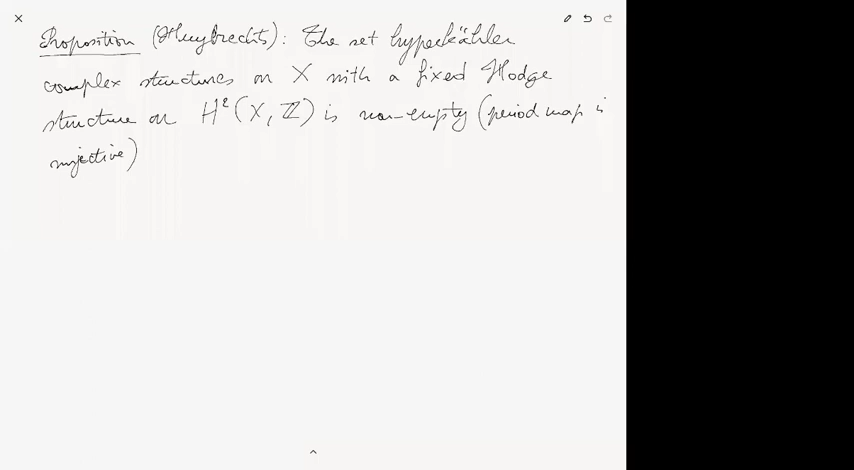 Proposition (Huybrechts): The set hyperkähler
complex structures on X with a fixed Hodge
structure on H²(X, ℤ) is non-empty (period map is
surjective)